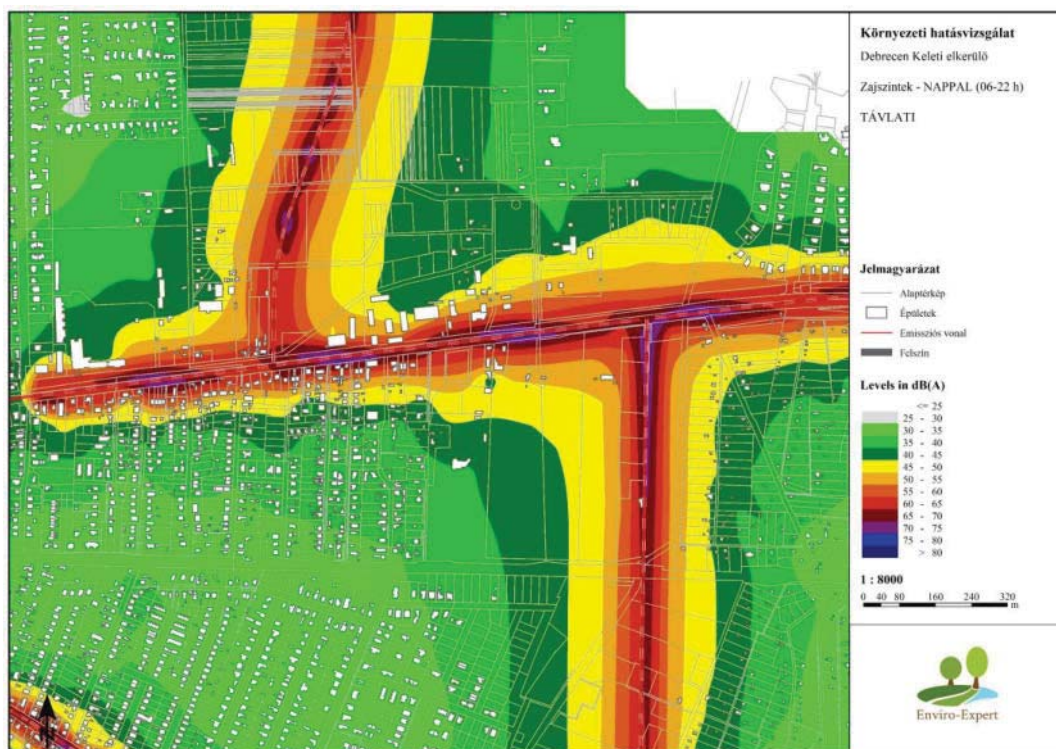 Környezeti hatásvizsgálat
Debrecen Keleti elkerülő
Zajszintek - NAPPAL (06-22 h)
TÁVLATI
Jelmagyarázat
Alaptérkép
Épületek
Emissziós vonal
Felszín
Levels in dB(A)
<= 25
25 - 30
30 - 35
35 - 40
40 - 45
45 - 50
50 - 55
55 - 60
60 - 65
65 - 70
70 - 75
75 - 80
> 80
1 : 8000
0 40 80 160 240 320
m
Enviro-Expert